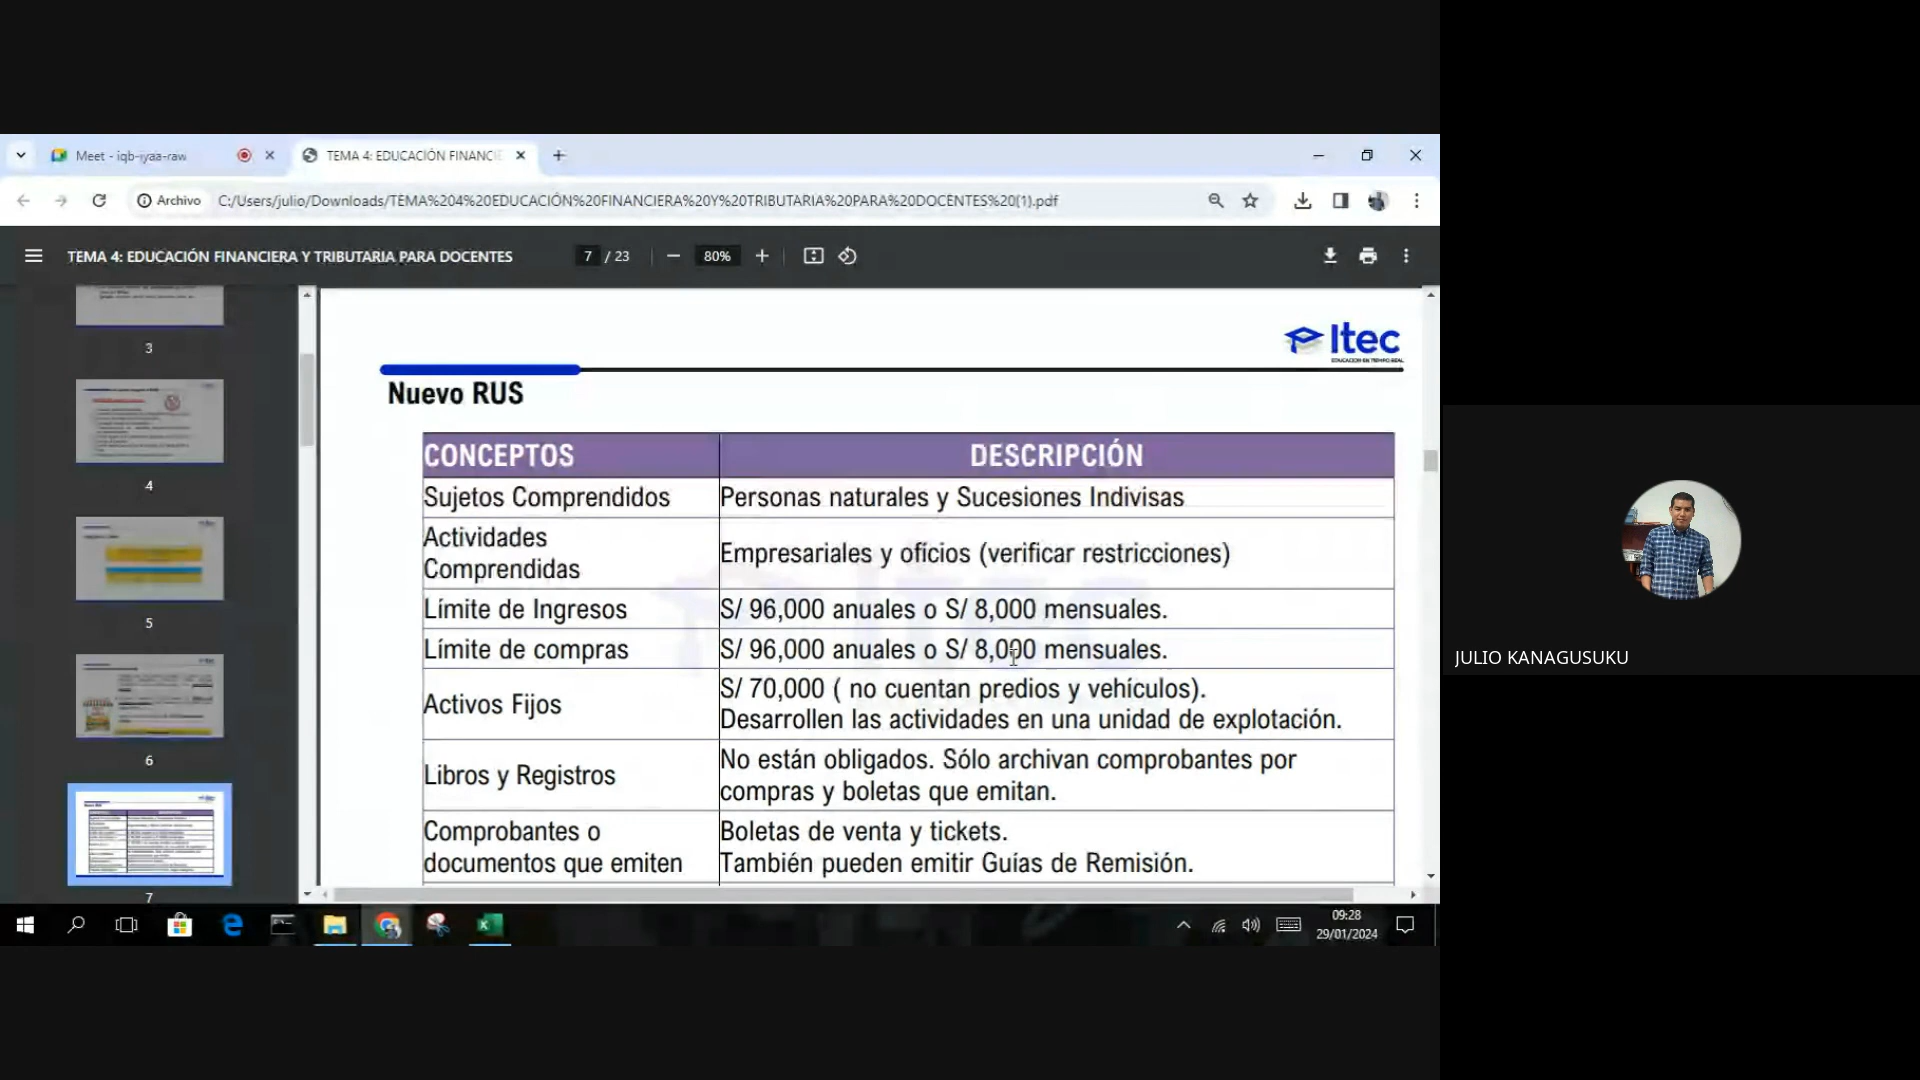 Meet - iqb-iyaa-raw
TEMA 4: EDUCACIÓN FINANCIE
Archivo
C:/Users/julio/Downloads/TEMA%204%20EDUCACIÓN%20FINANCIERA%20Y%20TRIBUTARIA%20PARA%20DOCENTES%20(1).pdf
TEMA 4: EDUCACIÓN FINANCIERA Y TRIBUTARIA PARA DOCENTES
7 / 23
80%
3
4
5
6
7
Itec
EDUCACIÓN EN TIEMPO REAL
Nuevo RUS
CONCEPTOS
DESCRIPCIÓN
Sujetos Comprendidos
Personas naturales y Sucesiones Indivisas
Actividades
Comprendidas
Empresariales y oficios (verificar restricciones)
Límite de Ingresos
S/ 96,000 anuales o S/ 8,000 mensuales.
Límite de compras
S/ 96,000 anuales o S/ 8,000 mensuales.
Activos Fijos
S/ 70,000 ( no cuentan predios y vehículos).
Desarrollen las actividades en una unidad de explotación.
Libros y Registros
No están obligados. Sólo archivan comprobantes por
compras y boletas que emitan.
Comprobantes o
documentos que emiten
Boletas de venta y tickets.
También pueden emitir Guías de Remisión.
09:28
29/01/2024
JULIO KANAGUSUKU